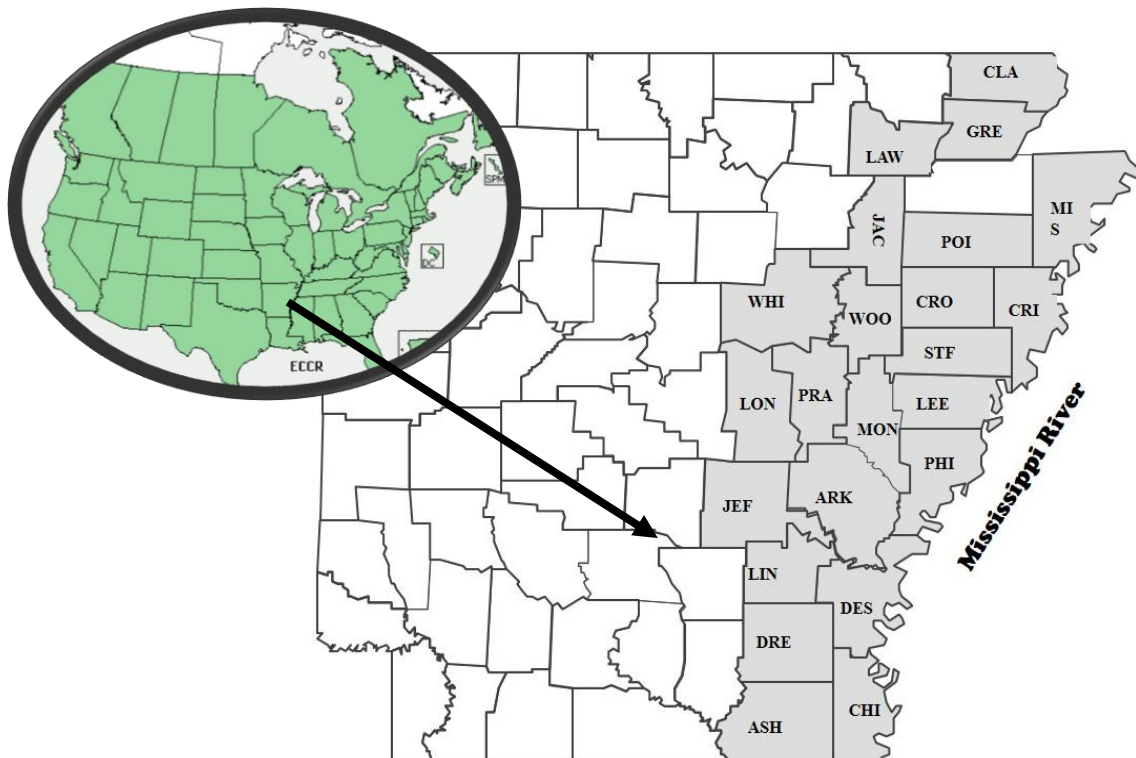 SPM
DC
ECCR
CLA
GRE
LAW
MI
S
JAC
POI
WHI
WOO
CRO
CRI
STF
LON
PRA
LEE
MON
PHI
JEF
ARK
LIN
DES
DRE
ASH
CHI
Mississippi River